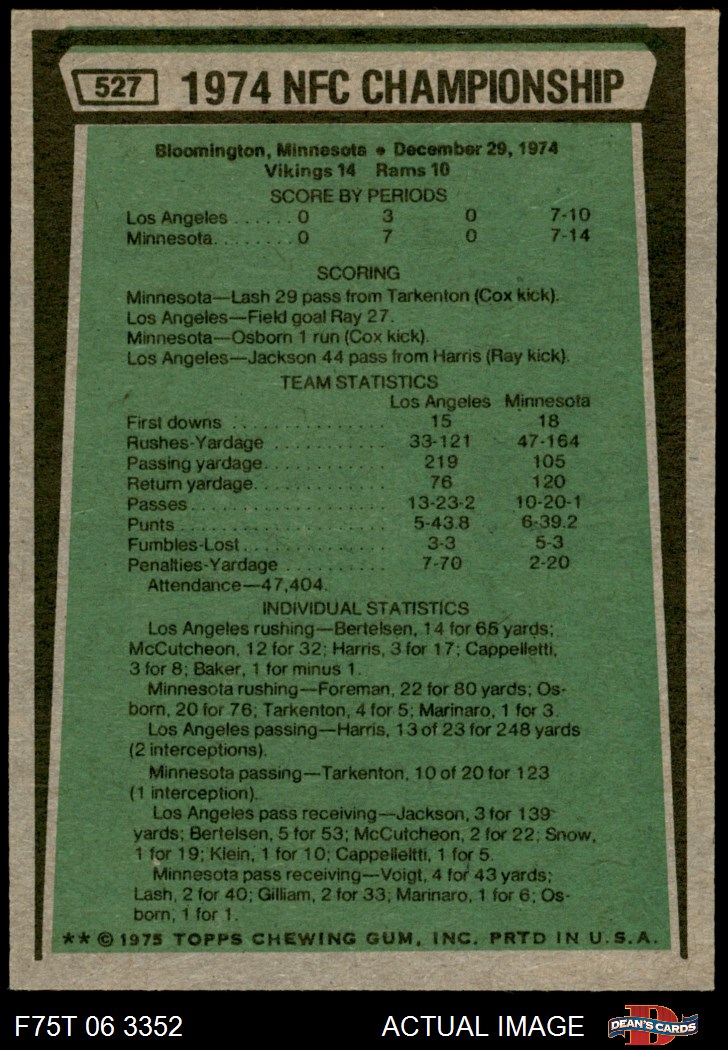 527 1974 NFC CHAMPIONSHIP
Bloomington, Minnesota • December 29, 1974
Vikings 14 Rams 10
SCORE BY PERIODS
Los Angeles . . . . . . 0 3 0 7-10
Minnesota. . . . . . . . 0 7 0 7-14
SCORING
Minnesota—Lash 29 pass from Tarkenton (Cox kick).
Los Angeles—Field goal Ray 27.
Minnesota—Osborn 1 run (Cox kick).
Los Angeles—Jackson 44 pass from Harris (Ray kick).
TEAM STATISTICS
Los Angeles Minnesota
First downs . . . . . . . . . . . . . 15 18
Rushes-Yardage . . . . . . . . . . 33-121 47-164
Passing yardage. . . . . . . . . . . 219 105
Return yardage. . . . . . . . . . . . 76 120
Passes. . . . . . . . . . . . . . . . . 13-23-2 10-20-1
Punts . . . . . . . . . . . . . . . . . . 5-43.8 6-39.2
Fumbles-Lost. . . . . . . . . . . . . 3-3 5-3
Penalties-Yardage . . . . . . . . . 7-70 2-20
Attendance—47,404.
INDIVIDUAL STATISTICS
Los Angeles rushing—Bertelsen, 14 for 65 yards;
McCutcheon, 12 for 32; Harris, 3 for 17; Cappelletti,
3 for 8; Baker, 1 for minus 1.
Minnesota rushing—Foreman, 22 for 80 yards; Os-
born, 20 for 76; Tarkenton, 4 for 5; Marinaro, 1 for 3.
Los Angeles passing—Harris, 13 of 23 for 248 yards
(2 interceptions).
Minnesota passing—Tarkenton, 10 of 20 for 123
(1 interception).
Los Angeles pass receiving—Jackson, 3 for 139
yards; Bertelsen, 5 for 53; McCutcheon, 2 for 22; Snow,
1 for 19; Klein, 1 for 10; Cappelleltti, 1 for 5.
Minnesota pass receiving—Voigt, 4 for 43 yards;
Lash, 2 for 40; Gilliam, 2 for 33; Marinaro, 1 for 6; Os-
born, 1 for 1.
** © 1975 TOPPS CHEWING GUM, INC. PRTD IN U.S.A.
F75T 06 3352 ACTUAL IMAGE DEAN'S CARDS